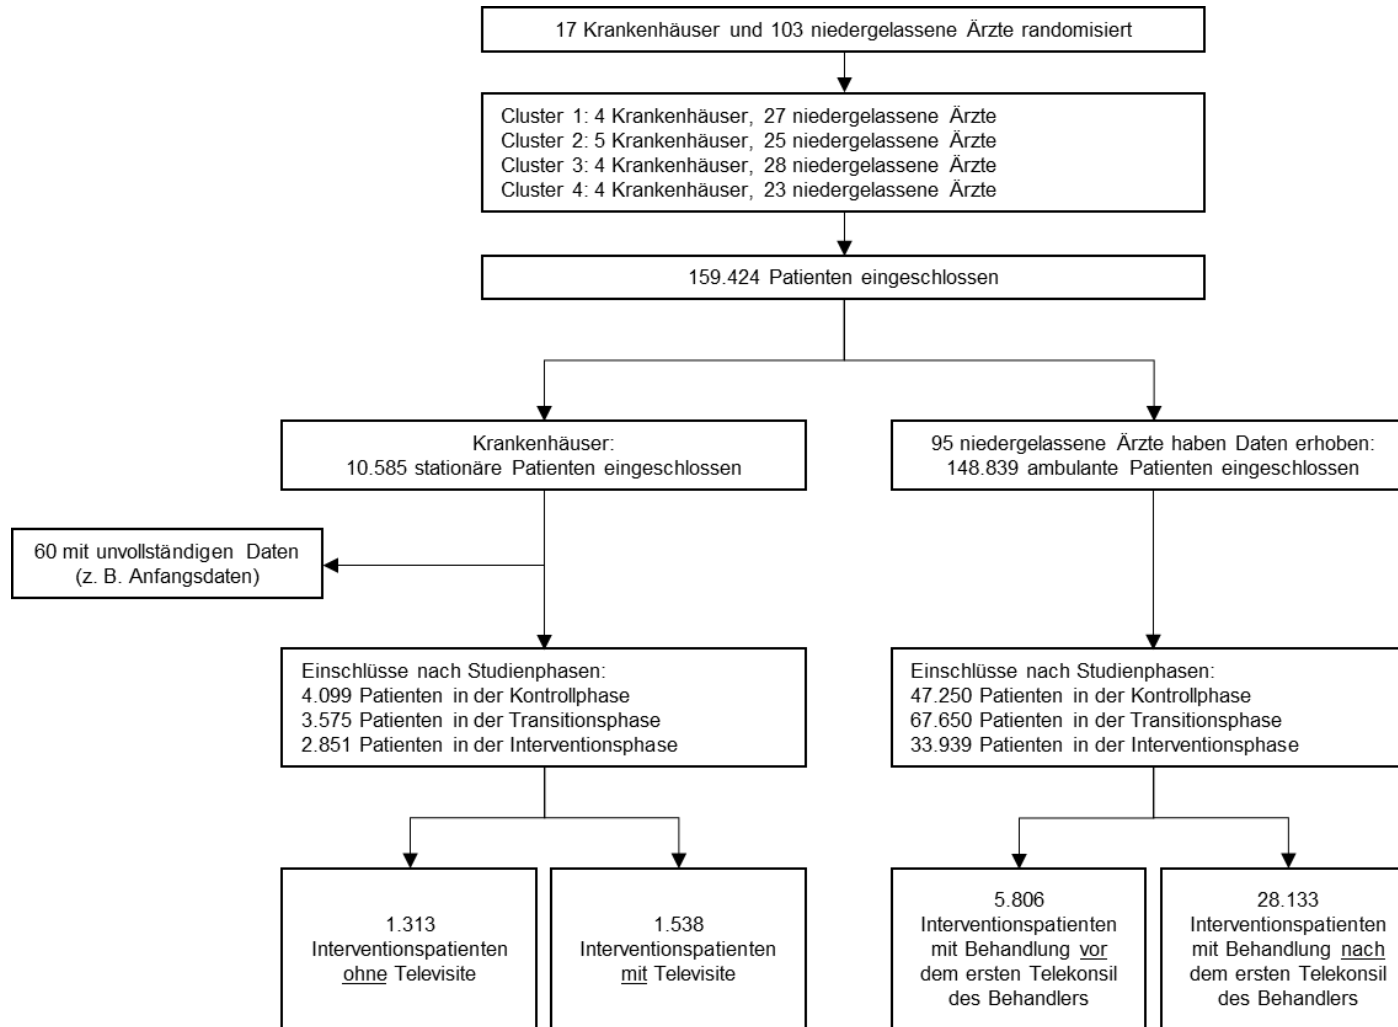 17 Krankenhäuser und 103 niedergelassene Ärzte randomisiert
Cluster 1: 4 Krankenhäuser, 27 niedergelassene Ärzte
Cluster 2: 5 Krankenhäuser, 25 niedergelassene Ärzte
Cluster 3: 4 Krankenhäuser, 28 niedergelassene Ärzte
Cluster 4: 4 Krankenhäuser, 23 niedergelassene Ärzte
159.424 Patienten eingeschlossen
Krankenhäuser:
10.585 stationäre Patienten eingeschlossen
95 niedergelassene Ärzte haben Daten erhoben:
148.839 ambulante Patienten eingeschlossen
60 mit unvollständigen Daten
(z. B. Anfangsdaten)
Einschlüsse nach Studienphasen:
4.099 Patienten in der Kontrollphase
3.575 Patienten in der Transitionsphase
2.851 Patienten in der Interventionsphase
Einschlüsse nach Studienphasen:
47.250 Patienten in der Kontrollphase
67.650 Patienten in der Transitionsphase
33.939 Patienten in der Interventionsphase
1.313
Interventionspatienten
ohne Televisite
1.538
Interventionspatienten
mit Televisite
5.806
Interventionspatienten
mit Behandlung vor
dem ersten Telekonsil
des Behandlers
28.133
Interventionspatienten
mit Behandlung nach
dem ersten Telekonsil
des Behandlers